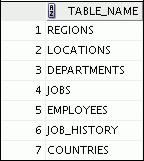 TABLE_NAME
1 REGIONS
2 LOCATIONS
3 DEPARTMENTS
4 JOBS
5 EMPLOYEES
6 JOB_HISTORY
7 COUNTRIES